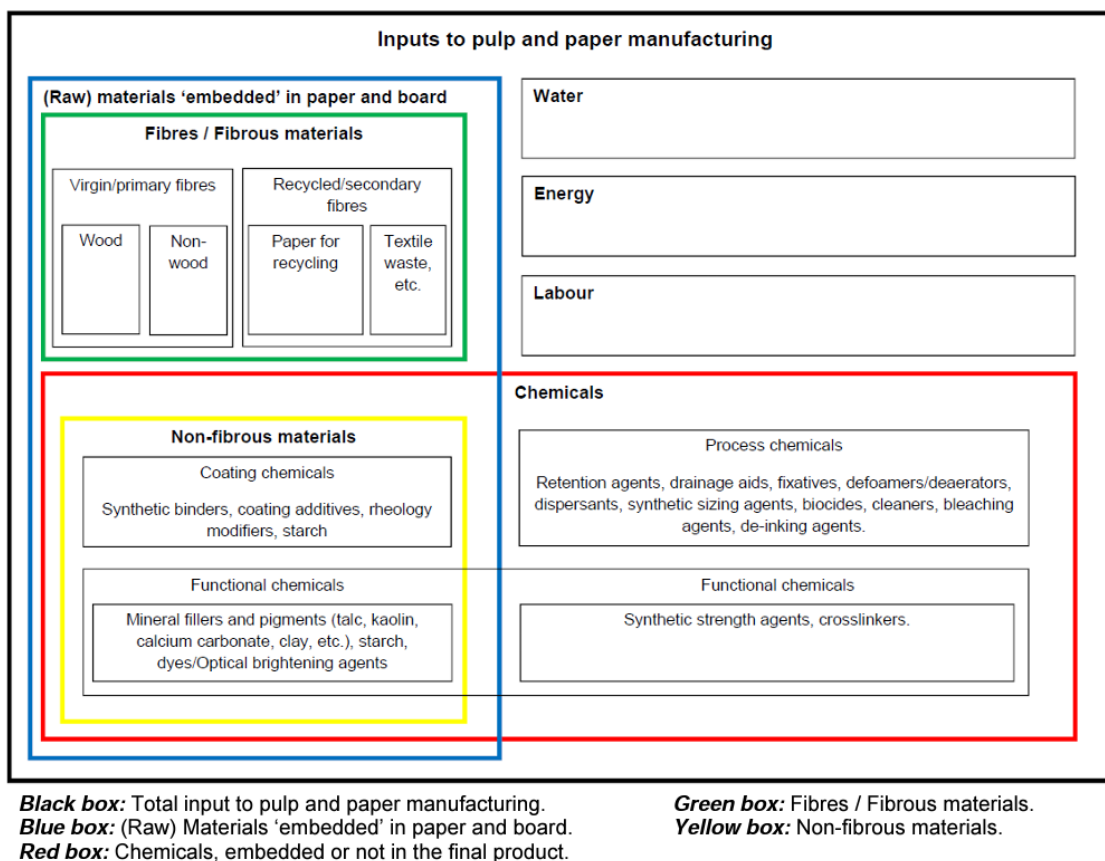 Inputs to pulp and paper manufacturing
(Raw) materials ‘embedded’ in paper and board
Fibres / Fibrous materials
Virgin/primary fibres
Wood
Non-
wood
Recycled/secondary
fibres
Paper for
recycling
Textile
waste,
etc.
Water
Energy
Labour
Chemicals
Non-fibrous materials
Coating chemicals
Synthetic binders, coating additives, rheology
modifiers, starch
Process chemicals
Retention agents, drainage aids, fixatives, defoamers/deaerators,
dispersants, synthetic sizing agents, biocides, cleaners, bleaching
agents, de-inking agents.
Functional chemicals
Mineral fillers and pigments (talc, kaolin,
calcium carbonate, clay, etc.), starch,
dyes/Optical brightening agents
Functional chemicals
Synthetic strength agents, crosslinkers.
Black box: Total input to pulp and paper manufacturing.
Blue box: (Raw) Materials ‘embedded’ in paper and board.
Red box: Chemicals, embedded or not in the final product.
Green box: Fibres / Fibrous materials.
Yellow box: Non-fibrous materials.